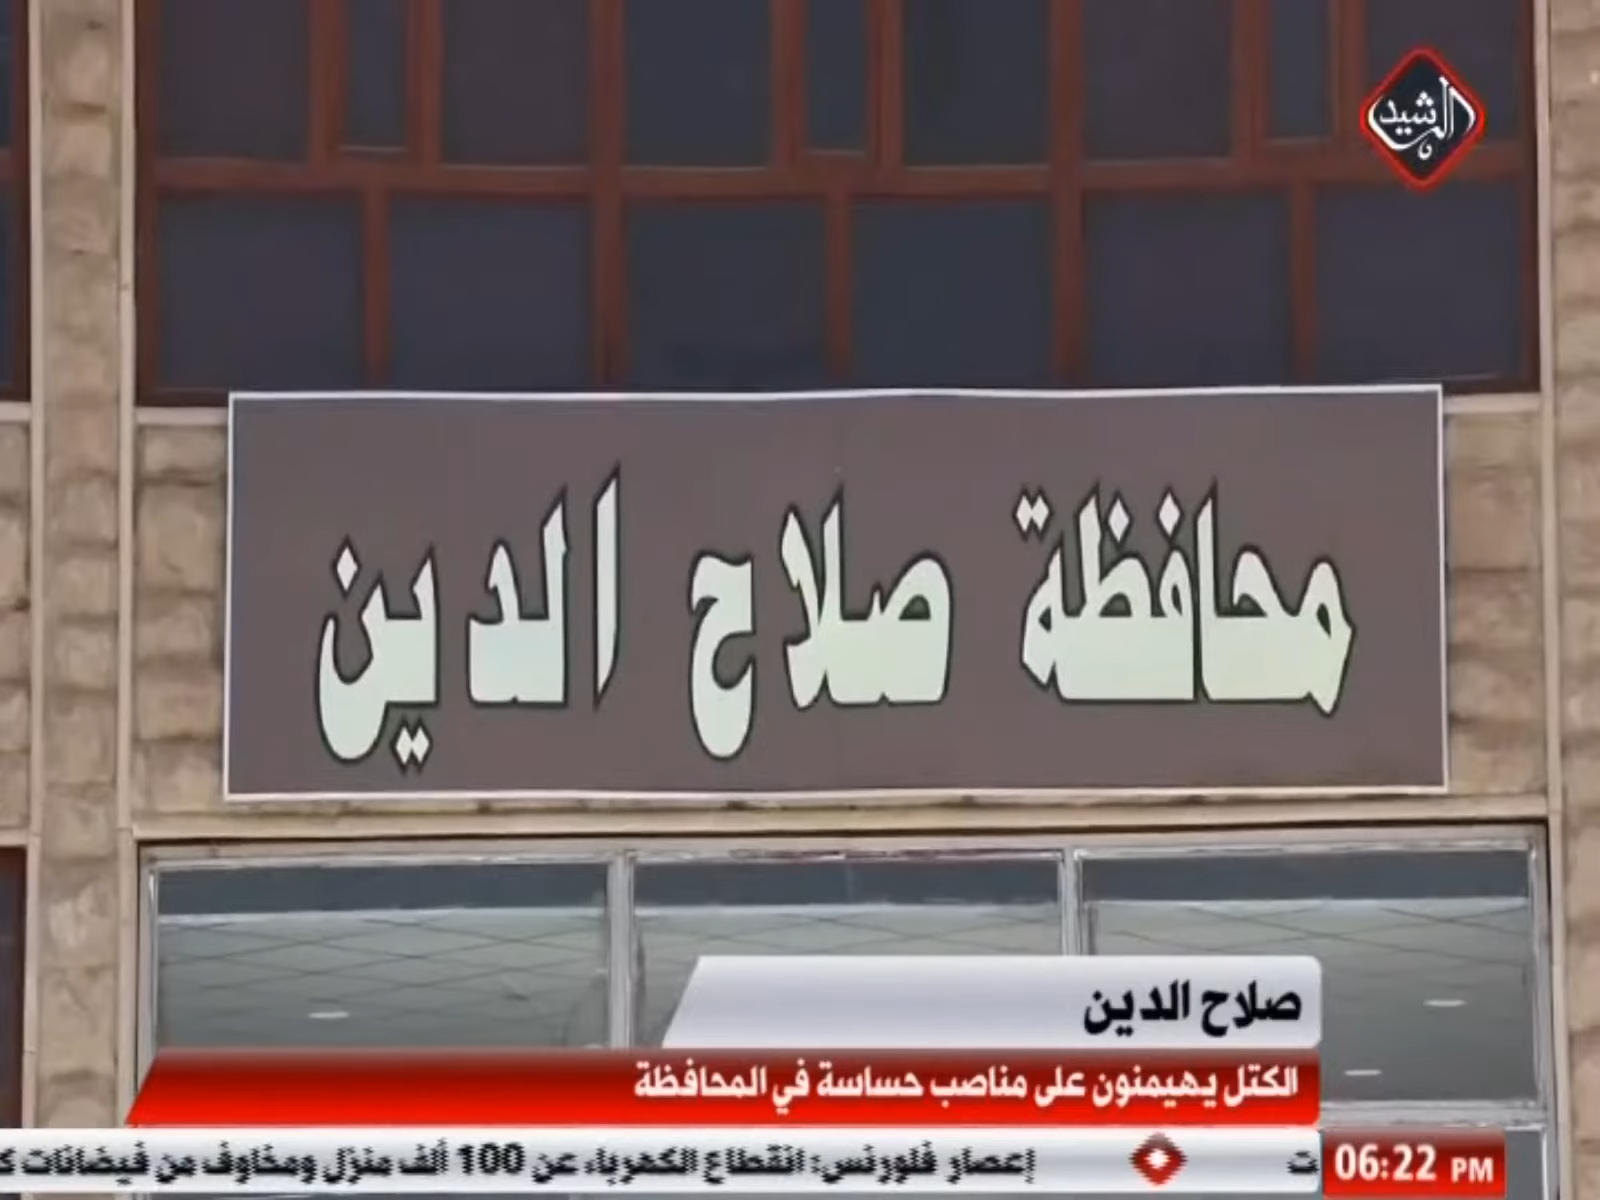 الرشيد
محافظة صلاح الدين
صلاح الدين
الكتل يهيمنون على مناصب حساسة في المحافظة
ت
إعصار فلورنس: انقطاع الكهرباء عن 100 ألف منزل ومخاوف من فيضانات
06:22 PM